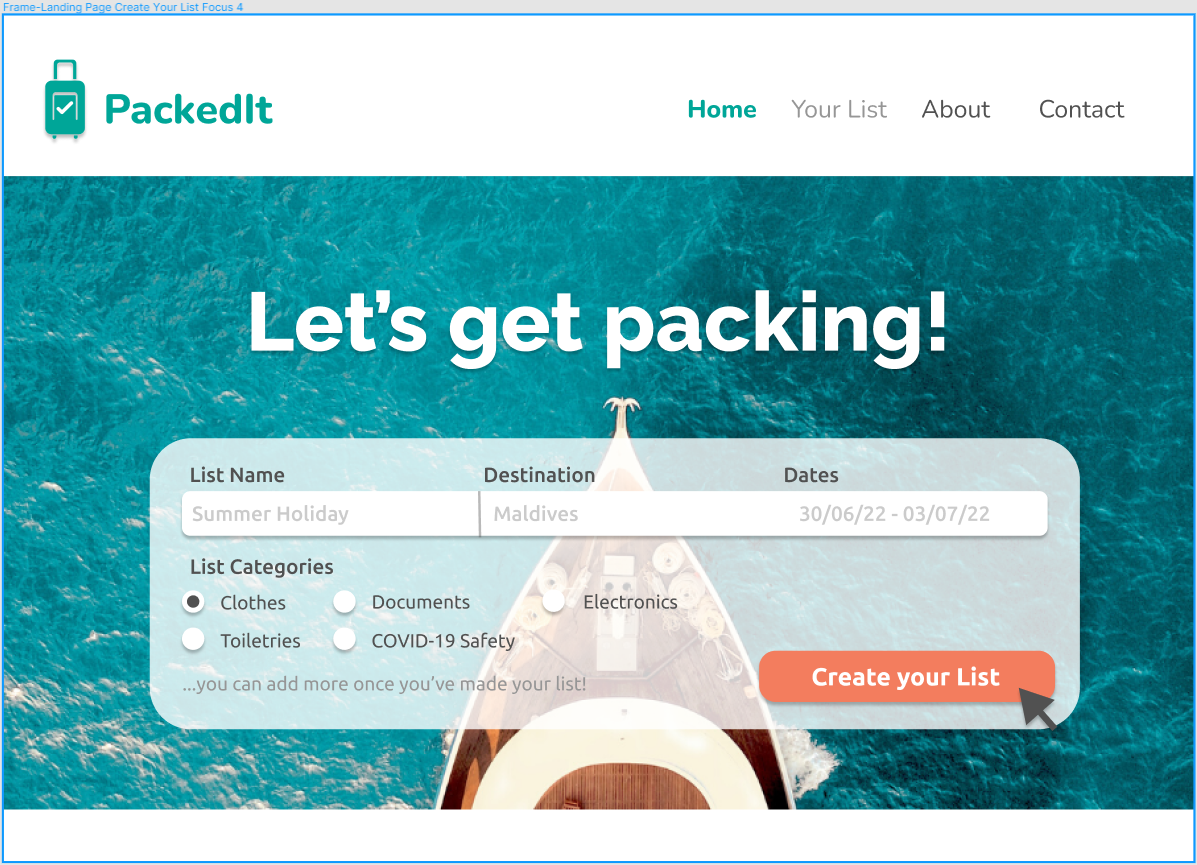 Frame-Landing Page Create Your List Focus 4
PackedIt
Home Your List About Contact
Let's get packing!
List Name Destination Dates
Summer Holiday Maldives 30/06/22 - 03/07/22
List Categories
Clothes Documents Electronics
Toiletries COVID-19 Safety
...you can add more once you've made your list!
Create your List